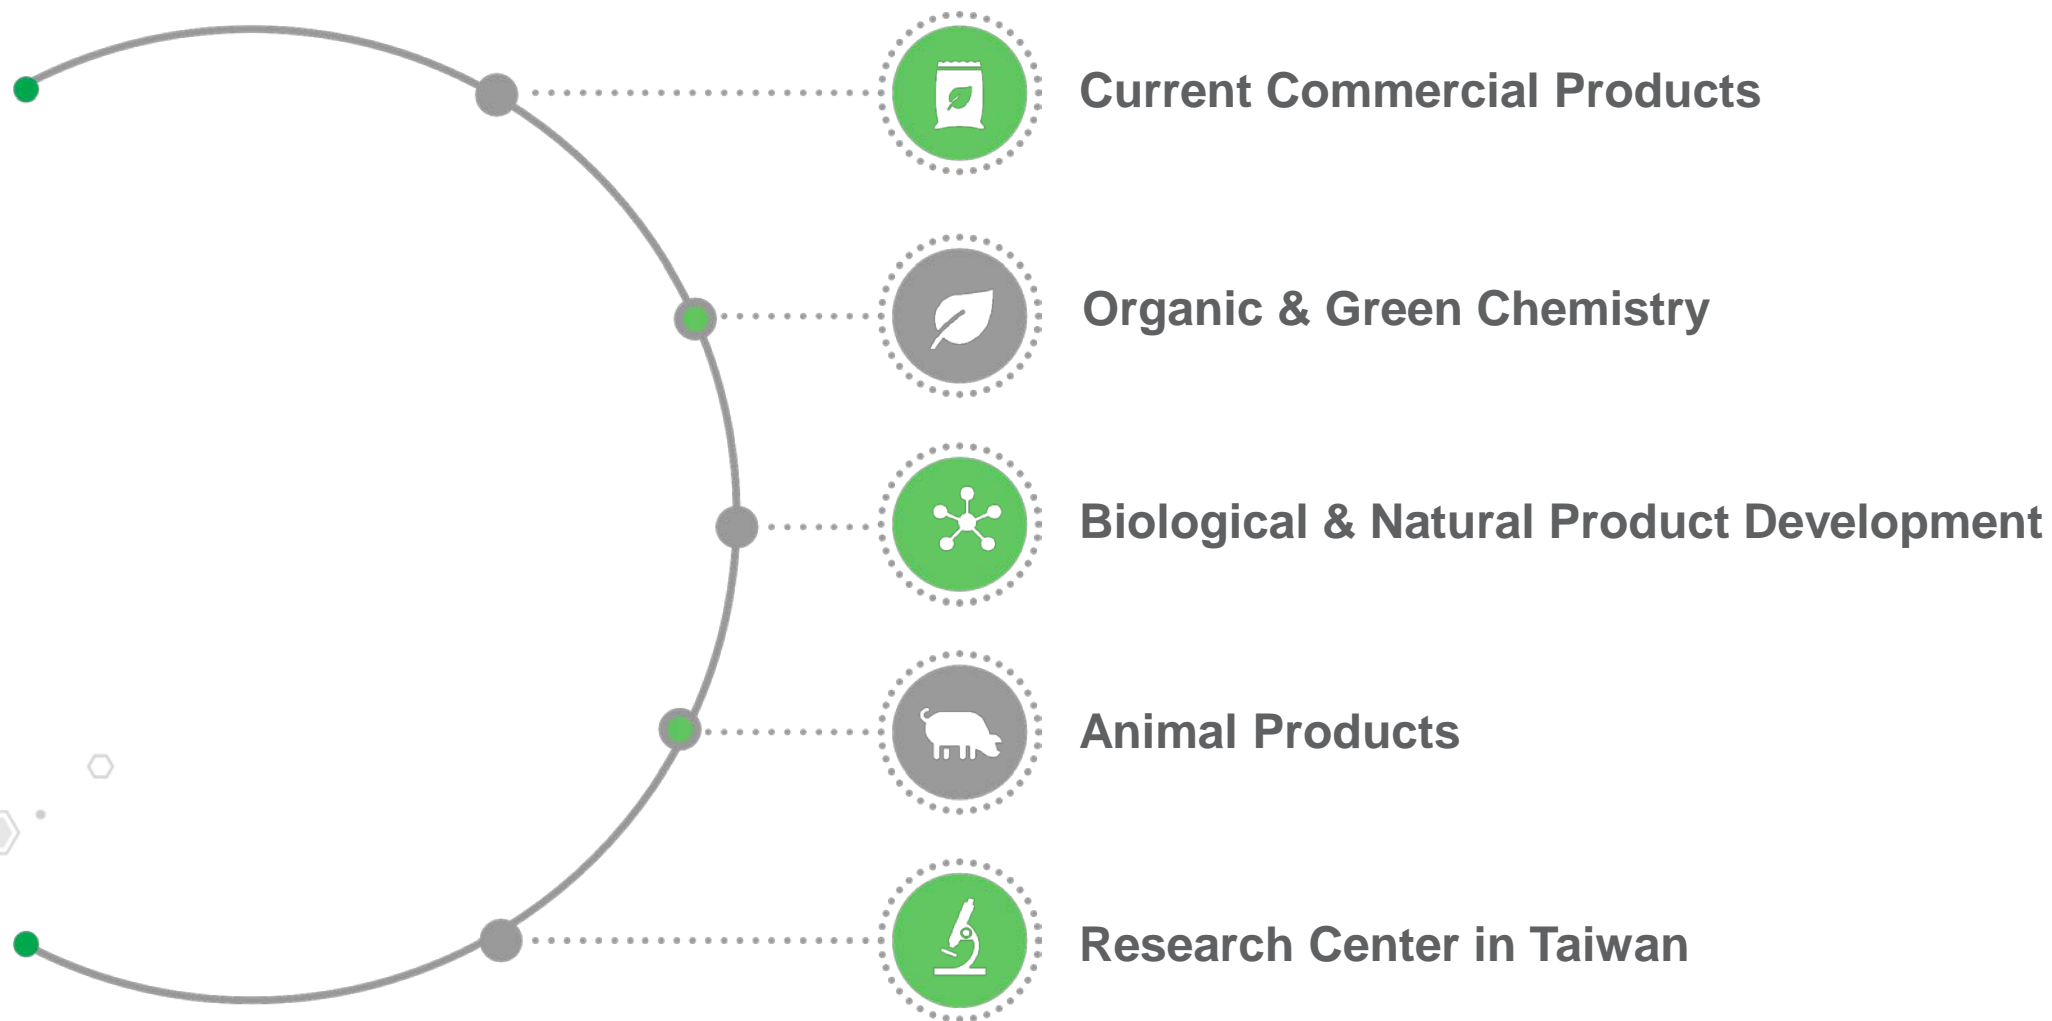 Current Commercial Products
Organic & Green Chemistry
Biological & Natural Product Development
Animal Products
Research Center in Taiwan